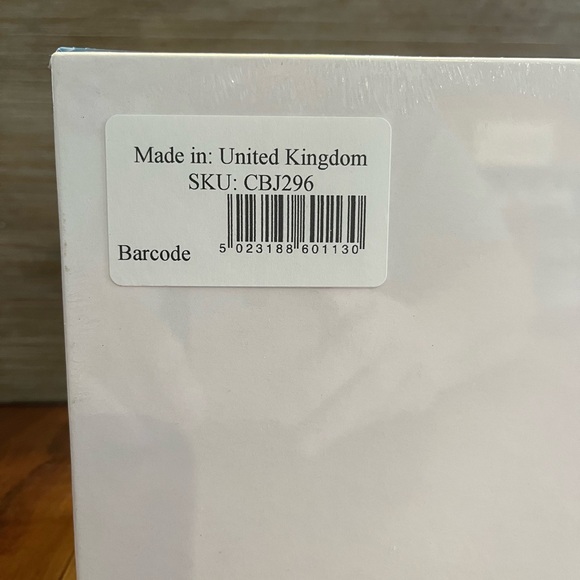 Made in: United Kingdom
SKU: CBJ296
Barcode
5 023188 601130